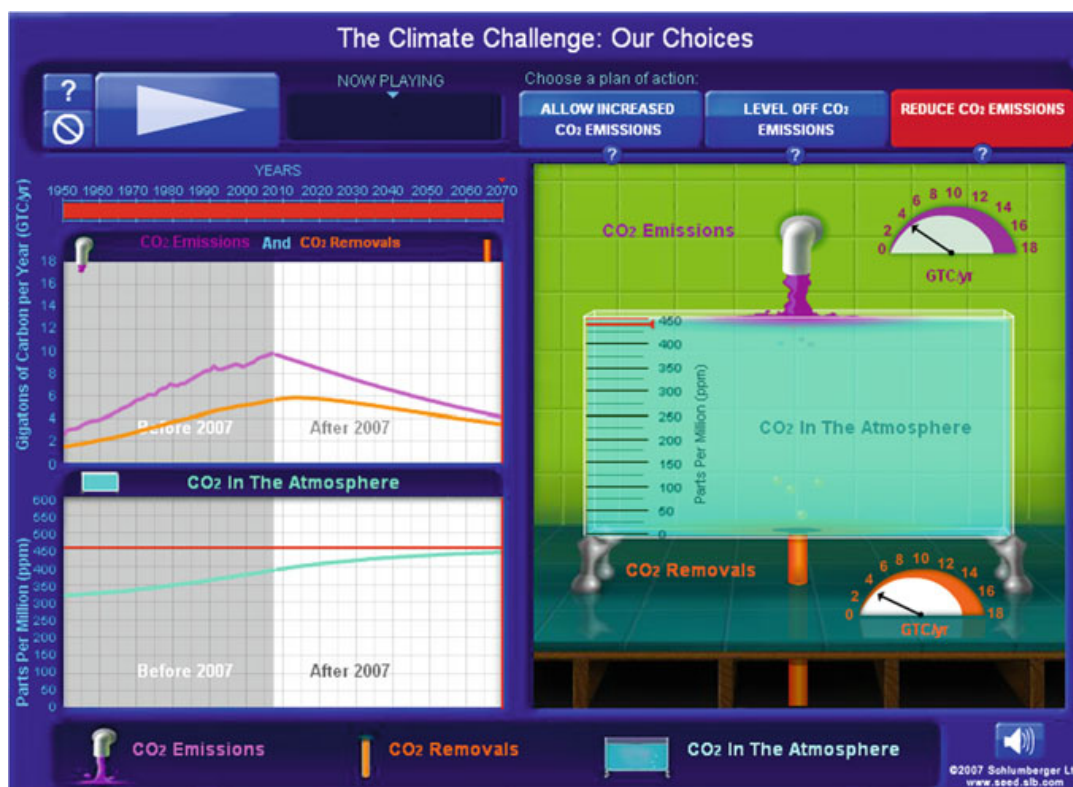 The Climate Challenge: Our Choices
?
NOW PLAYING
Choose a plan of action:
ALLOW INCREASED
CO2 EMISSIONS
LEVEL OFF CO2
EMISSIONS
REDUCE CO2 EMISSIONS
?
?
?
YEARS
1950 1960 1970 1980 1990 2000 2010 2020 2030 2040 2050 2060 2070
CO2 Emissions And CO2 Removals
Gigatons of Carbon per Year (GTC/yr)
18
16
14
12
10
8
6
4
2
0
Before 2007
After 2007
CO2 In The Atmosphere
Parts Per Million (ppm)
600
550
500
450
400
350
300
250
200
150
100
50
0
Before 2007
After 2007
CO2 Emissions
0 2 4 6 8 10 12 14 16 18
GTC/yr
450
400
350
300
250
200
150
100
50
0
Parts Per Million (ppm)
CO2 In The Atmosphere
CO2 Removals
0 2 4 6 8 10 12 14 16 18
GTC/yr
CO2 Emissions
CO2 Removals
CO2 In The Atmosphere
©2007 Schlumberger Lt
www.seed.slb.com